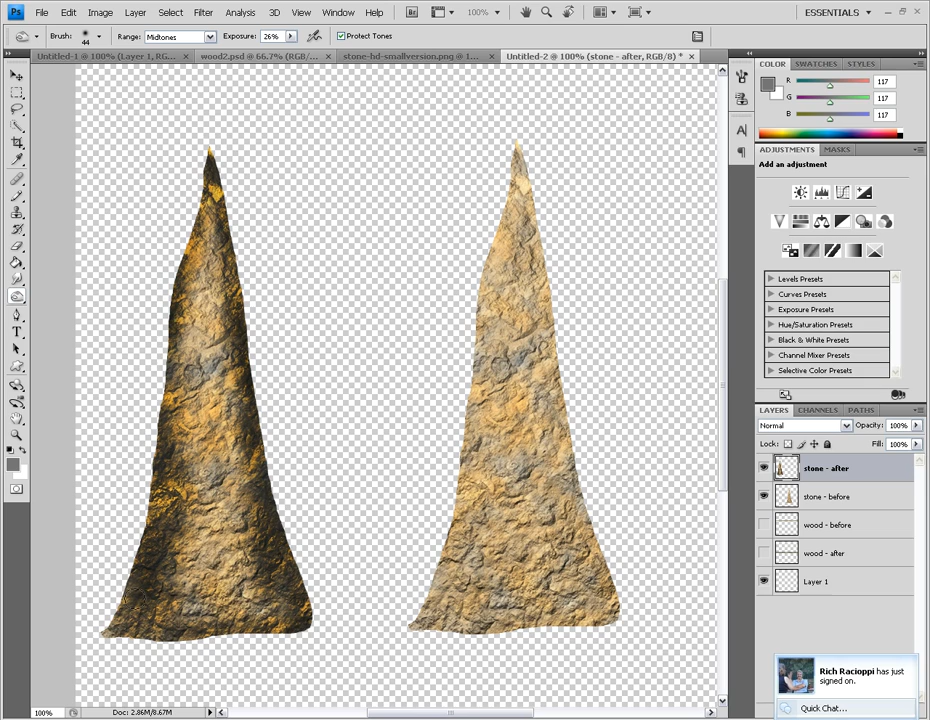 Ps File Edit Image Layer Select Filter Analysis 3D View Window Help Br 100% ESSENTIALS
Brush: 44 Range: Midtones Exposure: 26% Protect Tones
Untitled-1 @ 100% (Layer 1, RG... × wood2.psd @ 66.7% (RGB/8... × stone-hd-smallversion.png @ 1... × Untitled-2 @ 100% (stone - after, RGB/8) * ×
COLOR SWATCHES STYLES
R 117
G 117
B 117
ADJUSTMENTS MASKS
Add an adjustment
Levels Presets
Curves Presets
Exposure Presets
Hue/Saturation Presets
Black & White Presets
Channel Mixer Presets
Selective Color Presets
LAYERS CHANNELS PATHS
Normal Opacity: 100%
Lock: Fill: 100%
stone - after
stone - before
wood - before
wood - after
Layer 1
Rich Racioppi has just
signed on.
Quick Chat...
100% Doc: 2.86M/8.67M